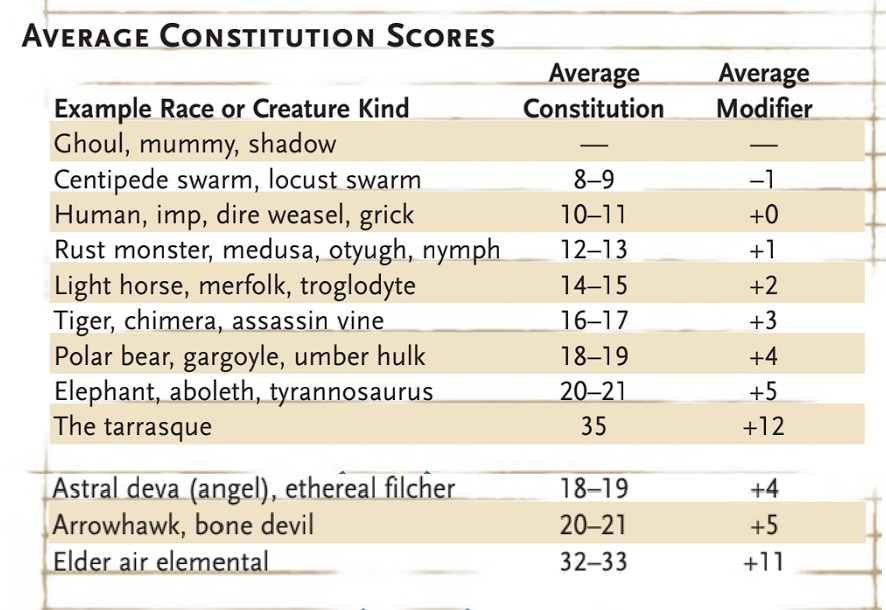 AVERAGE CONSTITUTION SCORES
Example Race or Creature Kind Average Constitution Average Modifier
Ghoul, mummy, shadow — —
Centipede swarm, locust swarm 8–9 –1
Human, imp, dire weasel, grick 10–11 +0
Rust monster, medusa, otyugh, nymph 12–13 +1
Light horse, merfolk, troglodyte 14–15 +2
Tiger, chimera, assassin vine 16–17 +3
Polar bear, gargoyle, umber hulk 18–19 +4
Elephant, aboleth, tyrannosaurus 20–21 +5
The tarrasque 35 +12
Astral deva (angel), ethereal filcher 18–19 +4
Arrowhawk, bone devil 20–21 +5
Elder air elemental 32–33 +11